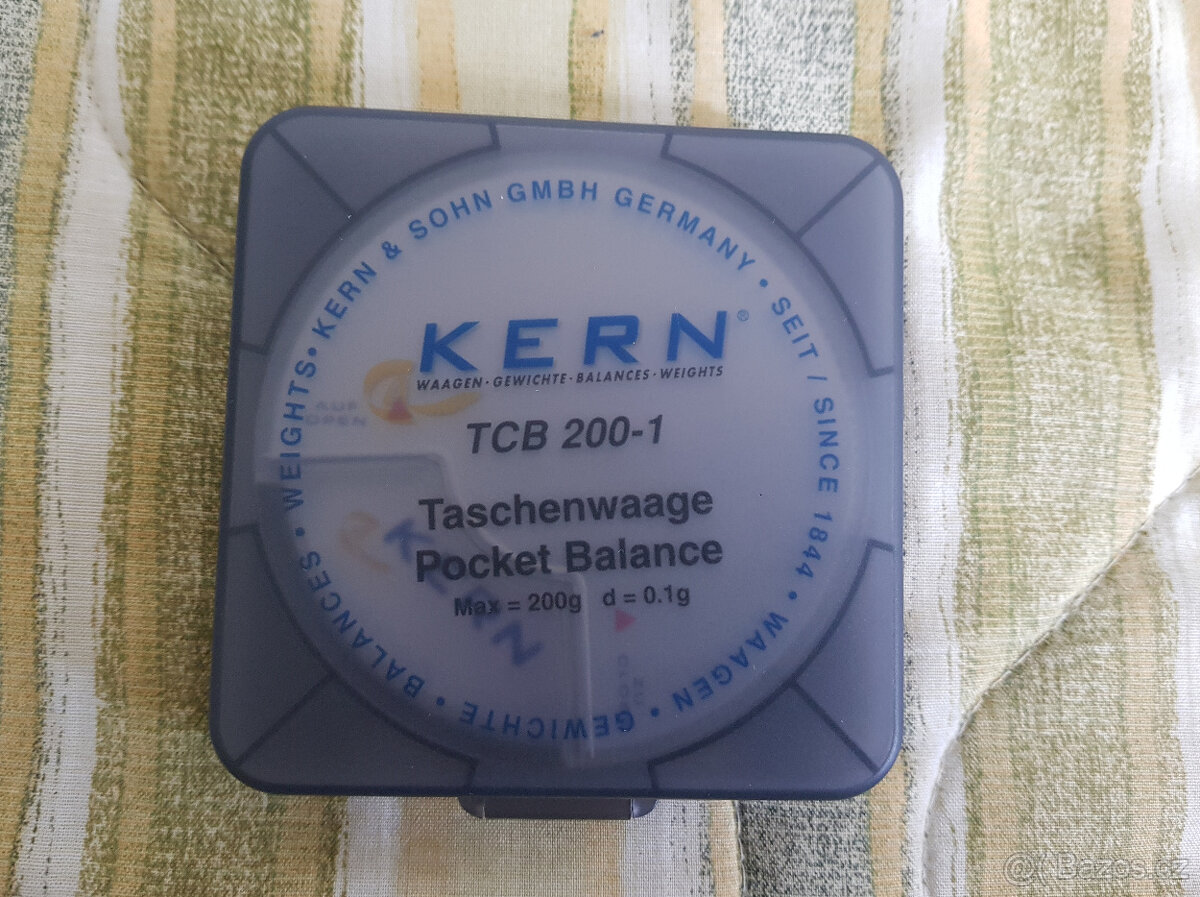 • KERN & SOHN GMBH GERMANY • SEIT / SINCE 1844 • WAAGEN • GEWICHTE • BALANCES • WEIGHTS
KERN®
WAAGEN·GEWICHTE·BALANCES·WEIGHTS
AUF
OPEN
TCB 200-1
Taschenwaage
Pocket Balance
Max = 200g d = 0.1g
KERN
Bazos.cz